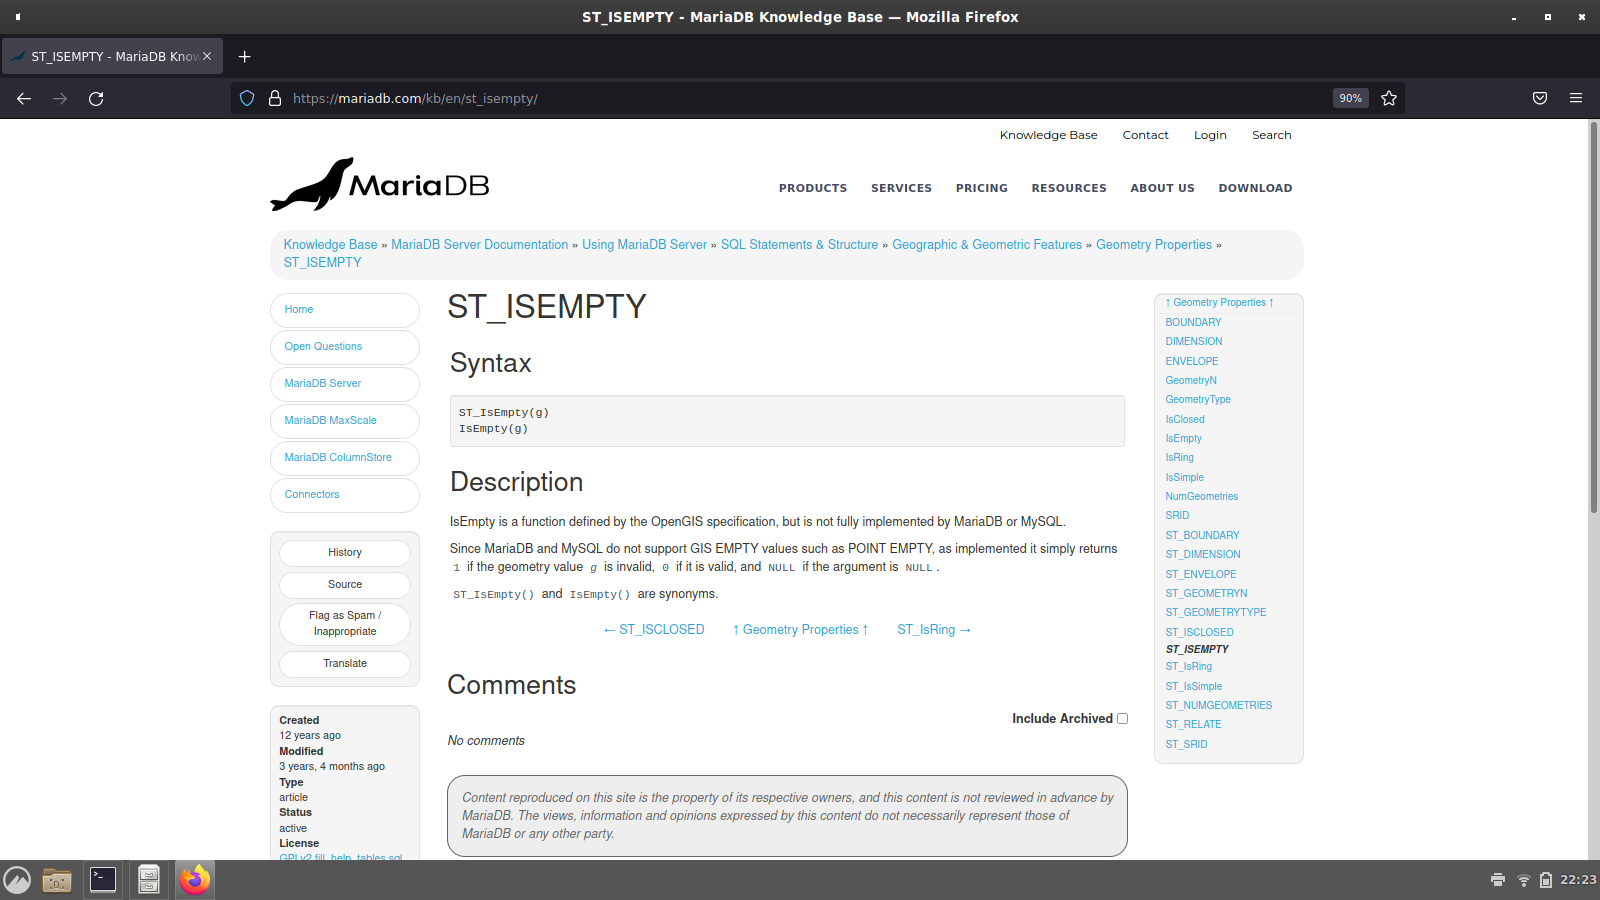 ST_ISEMPTY - MariaDB Knowledge Base — Mozilla Firefox
ST_ISEMPTY - MariaDB Know
https://mariadb.com/kb/en/st_isempty/
90%
Knowledge Base Contact Login Search
MariaDB
PRODUCTS SERVICES PRICING RESOURCES ABOUT US DOWNLOAD
Knowledge Base » MariaDB Server Documentation » Using MariaDB Server » SQL Statements & Structure » Geographic & Geometric Features » Geometry Properties »
ST_ISEMPTY
Home
Open Questions
MariaDB Server
MariaDB MaxScale
MariaDB ColumnStore
Connectors
History
Source
Flag as Spam /
Inappropriate
Translate
Created
12 years ago
Modified
3 years, 4 months ago
Type
article
Status
active
License
GPLv2 fill_help_tables.sql
ST_ISEMPTY
Syntax
ST_IsEmpty(g)
IsEmpty(g)
Description
IsEmpty is a function defined by the OpenGIS specification, but is not fully implemented by MariaDB or MySQL.
Since MariaDB and MySQL do not support GIS EMPTY values such as POINT EMPTY, as implemented it simply returns
1 if the geometry value g is invalid, 0 if it is valid, and NULL if the argument is NULL.
ST_IsEmpty() and IsEmpty() are synonyms.
← ST_ISCLOSED ↑ Geometry Properties ↑ ST_IsRing →
Comments
Include Archived
No comments
Content reproduced on this site is the property of its respective owners, and this content is not reviewed in advance by
MariaDB. The views, information and opinions expressed by this content do not necessarily represent those of
MariaDB or any other party.
↑ Geometry Properties ↑
BOUNDARY
DIMENSION
ENVELOPE
GeometryN
GeometryType
IsClosed
IsEmpty
IsRing
IsSimple
NumGeometries
SRID
ST_BOUNDARY
ST_DIMENSION
ST_ENVELOPE
ST_GEOMETRYN
ST_GEOMETRYTYPE
ST_ISCLOSED
ST_ISEMPTY
ST_IsRing
ST_IsSimple
ST_NUMGEOMETRIES
ST_RELATE
ST_SRID
22:23